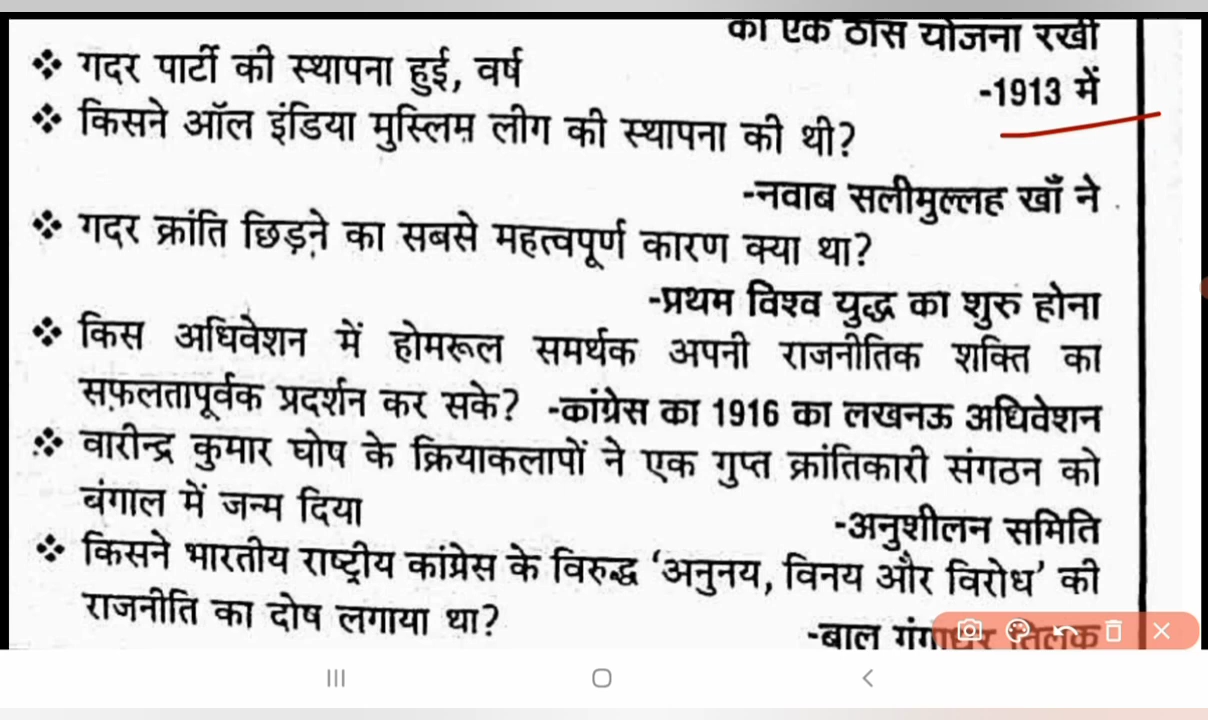 की एक ठोस योजना रखी
❖ गदर पार्टी की स्थापना हुई, वर्ष
-1913 में
❖ किसने ऑल इंडिया मुस्लिम लीग की स्थापना की थी?
-नवाब सलीमुल्लह खाँ ने
❖ गदर क्रांति छिड़ने का सबसे महत्वपूर्ण कारण क्या था?
-प्रथम विश्व युद्ध का शुरु होना
❖ किस अधिवेशन में होमरूल समर्थक अपनी राजनीतिक शक्ति का
सफ़लतापूर्वक प्रदर्शन कर सके? -कांग्रेस का 1916 का लखनऊ अधिवेशन
❖ वारीन्द्र कुमार घोष के क्रियाकलापों ने एक गुप्त क्रांतिकारी संगठन को
बंगाल में जन्म दिया
-अनुशीलन समिति
❖ किसने भारतीय राष्ट्रीय कांग्रेस के विरुद्ध ‘अनुनय, विनय और विरोध’ की
राजनीति का दोष लगाया था?
-बाल गंगाधर तिलक